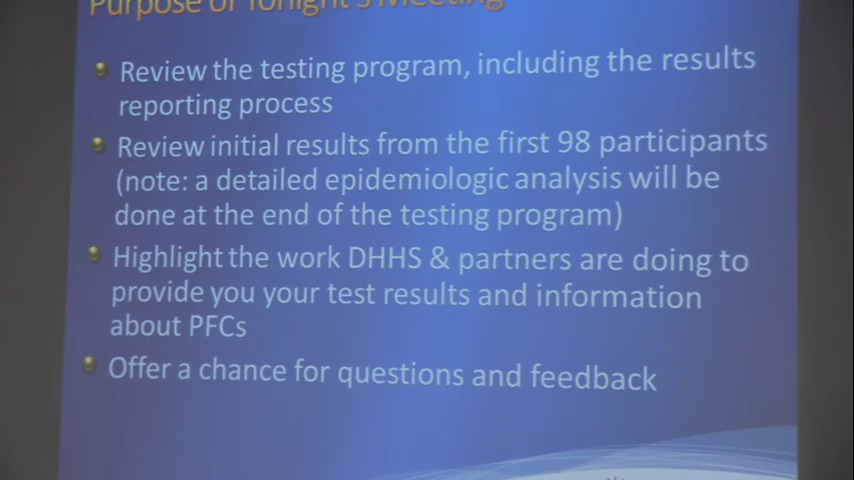 Purpose of Tonight's Meeting
Review the testing program, including the results
reporting process
Review initial results from the first 98 participants
(note: a detailed epidemiologic analysis will be
done at the end of the testing program)
Highlight the work DHHS & partners are doing to
provide you your test results and information
about PFCs
Offer a chance for questions and feedback